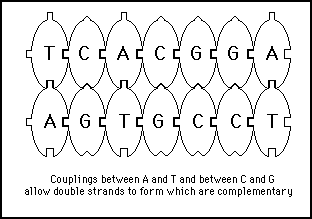 T C A C G G A
A G T G C C T
Couplings between A and T and between C and G
allow double strands to form which are complementary